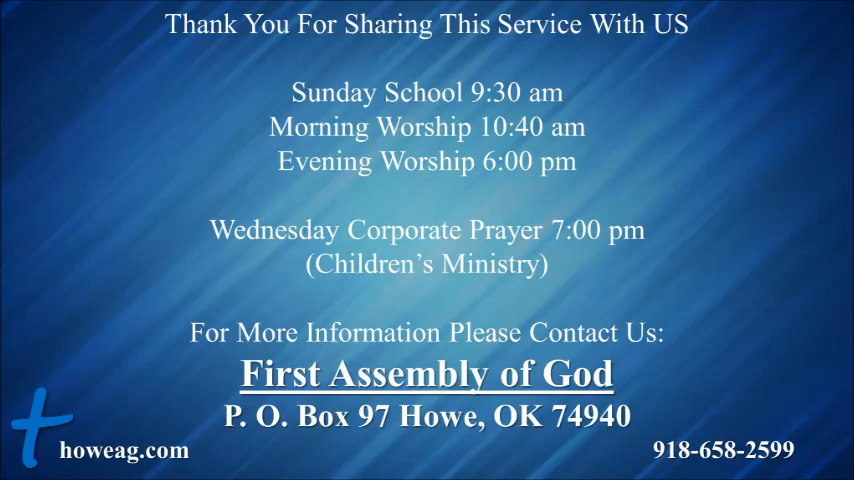 Thank You For Sharing This Service With US
Sunday School 9:30 am
Morning Worship 10:40 am
Evening Worship 6:00 pm
Wednesday Corporate Prayer 7:00 pm
(Children’s Ministry)
For More Information Please Contact Us:
First Assembly of God
P. O. Box 97 Howe, OK 74940
howeag.com
918-658-2599